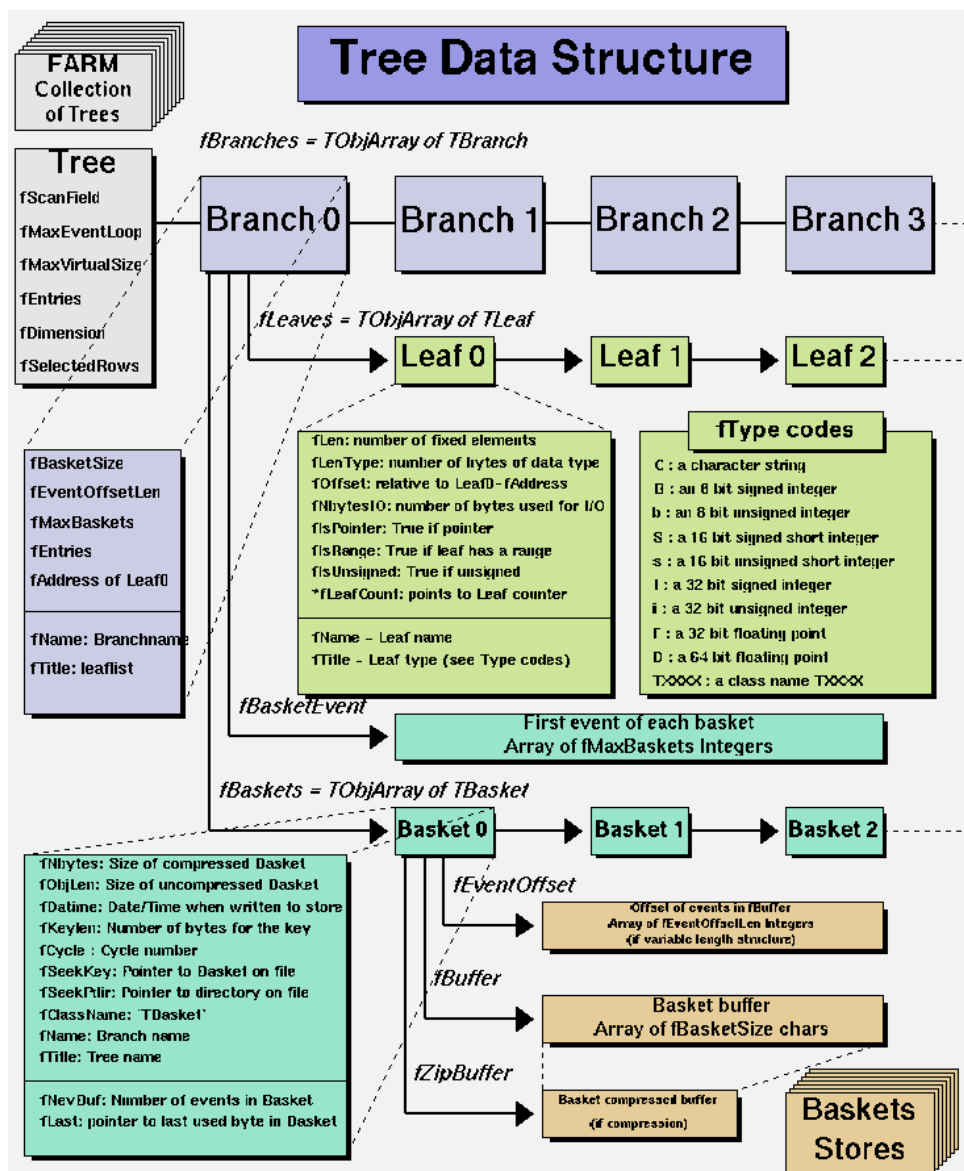 FARM
Collection
of Trees
Tree Data Structure
fBranches = TObjArray of TBranch
Tree
fScanField
fMaxEventLoop
fMaxVirtualSize
fEntries
fDimension
fSelectedRows
Branch 0
Branch 1
Branch 2
Branch 3
fLeaves = TObjArray of TLeaf
Leaf 0
Leaf 1
Leaf 2
fBasketSize
fEventOffsetLen
fMaxBaskets
fEntries
fAddress of Leaf0
fName: Branchname
fTitle: leaflist
fLen: number of fixed elements
fLenType: number of bytes of data type
fOffset: relative to Leaf0-fAddress
fNbytesIO: number of bytes used for I/O
fIsPointer: True if pointer
fIsRange: True if leaf has a range
fIsUnsigned: True if unsigned
*fLeafCount: points to Leaf counter
fName - Leaf name
fTitle - Leaf type (see Type codes)
fType codes
C : a character string
B : an 8 bit signed integer
b : an 8 bit unsigned integer
S : a 16 bit signed short integer
s : a 16 bit unsigned short integer
I : a 32 bit signed integer
i : a 32 bit unsigned integer
F : a 32 bit floating point
D : a 64 bit floating point
TXXXX : a class name TXXXX
fBasketEvent
First event of each basket
Array of fMaxBaskets Integers
fBaskets = TObjArray of TBasket
Basket 0
Basket 1
Basket 2
fNbytes: Size of compressed Basket
fObjLen: Size of uncompressed Basket
fDatime: Date/Time when written to store
fKeylen: Number of bytes for the key
fCycle : Cycle number
fSeekKey: Pointer to Basket on file
fSeekPdir: Pointer to directory on file
fClassName: 'TBasket'
fName: Branch name
fTitle: Tree name
fNevBuf: Number of events in Basket
fLast: pointer to last used byte in Basket
fEventOffset
Offset of events in fBuffer
Array of fEventOffsetLen Integers
(if variable length structure)
fBuffer
Basket buffer
Array of fBasketSize chars
fZipBuffer
Basket compressed buffer
(if compression)
Baskets
Stores